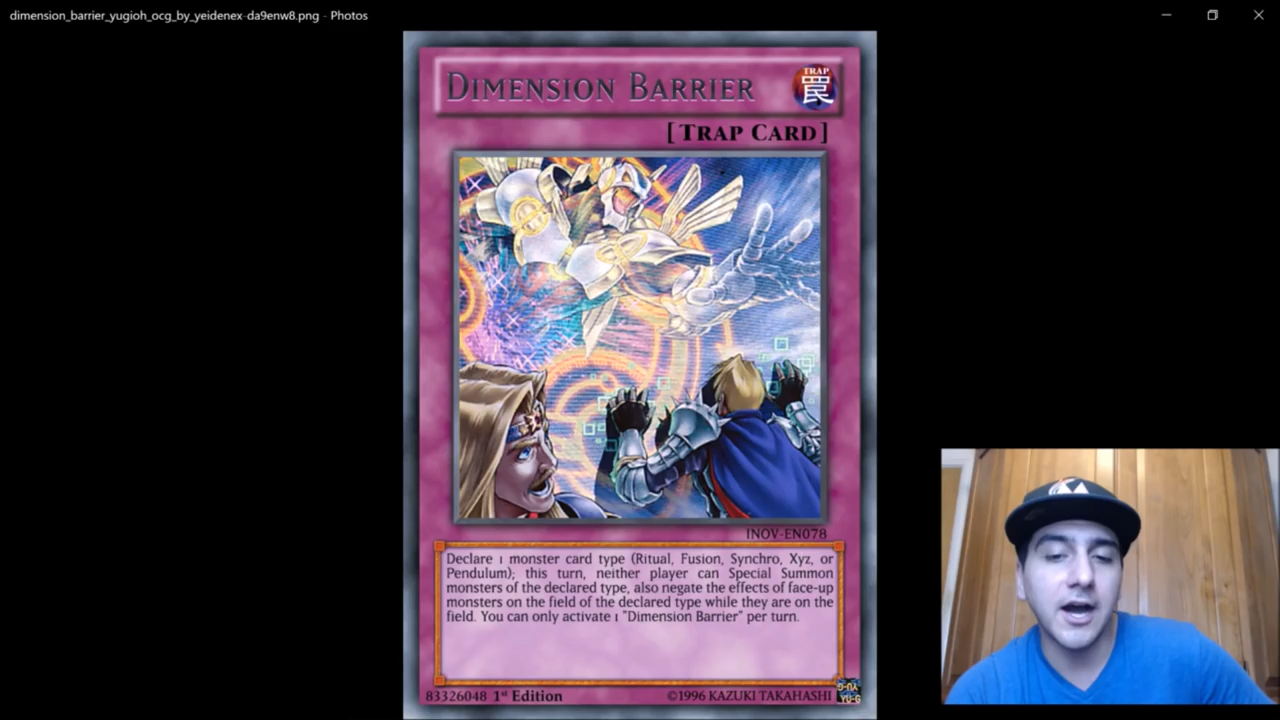 dimension_barrier_yugioh_ocg_by_yeidenex-da9enw8.png - Photos
DIMENSION BARRIER
TRAP
罠
[TRAP CARD]
INOV-EN078
Declare 1 monster card type (Ritual, Fusion, Synchro, Xyz, or
Pendulum); this turn, neither player can Special Summon
monsters of the declared type, also negate the effects of face-up
monsters on the field of the declared type while they are on the
field. You can only activate 1 "Dimension Barrier" per turn.
83326048 1st Edition
©1996 KAZUKI TAKAHASHI